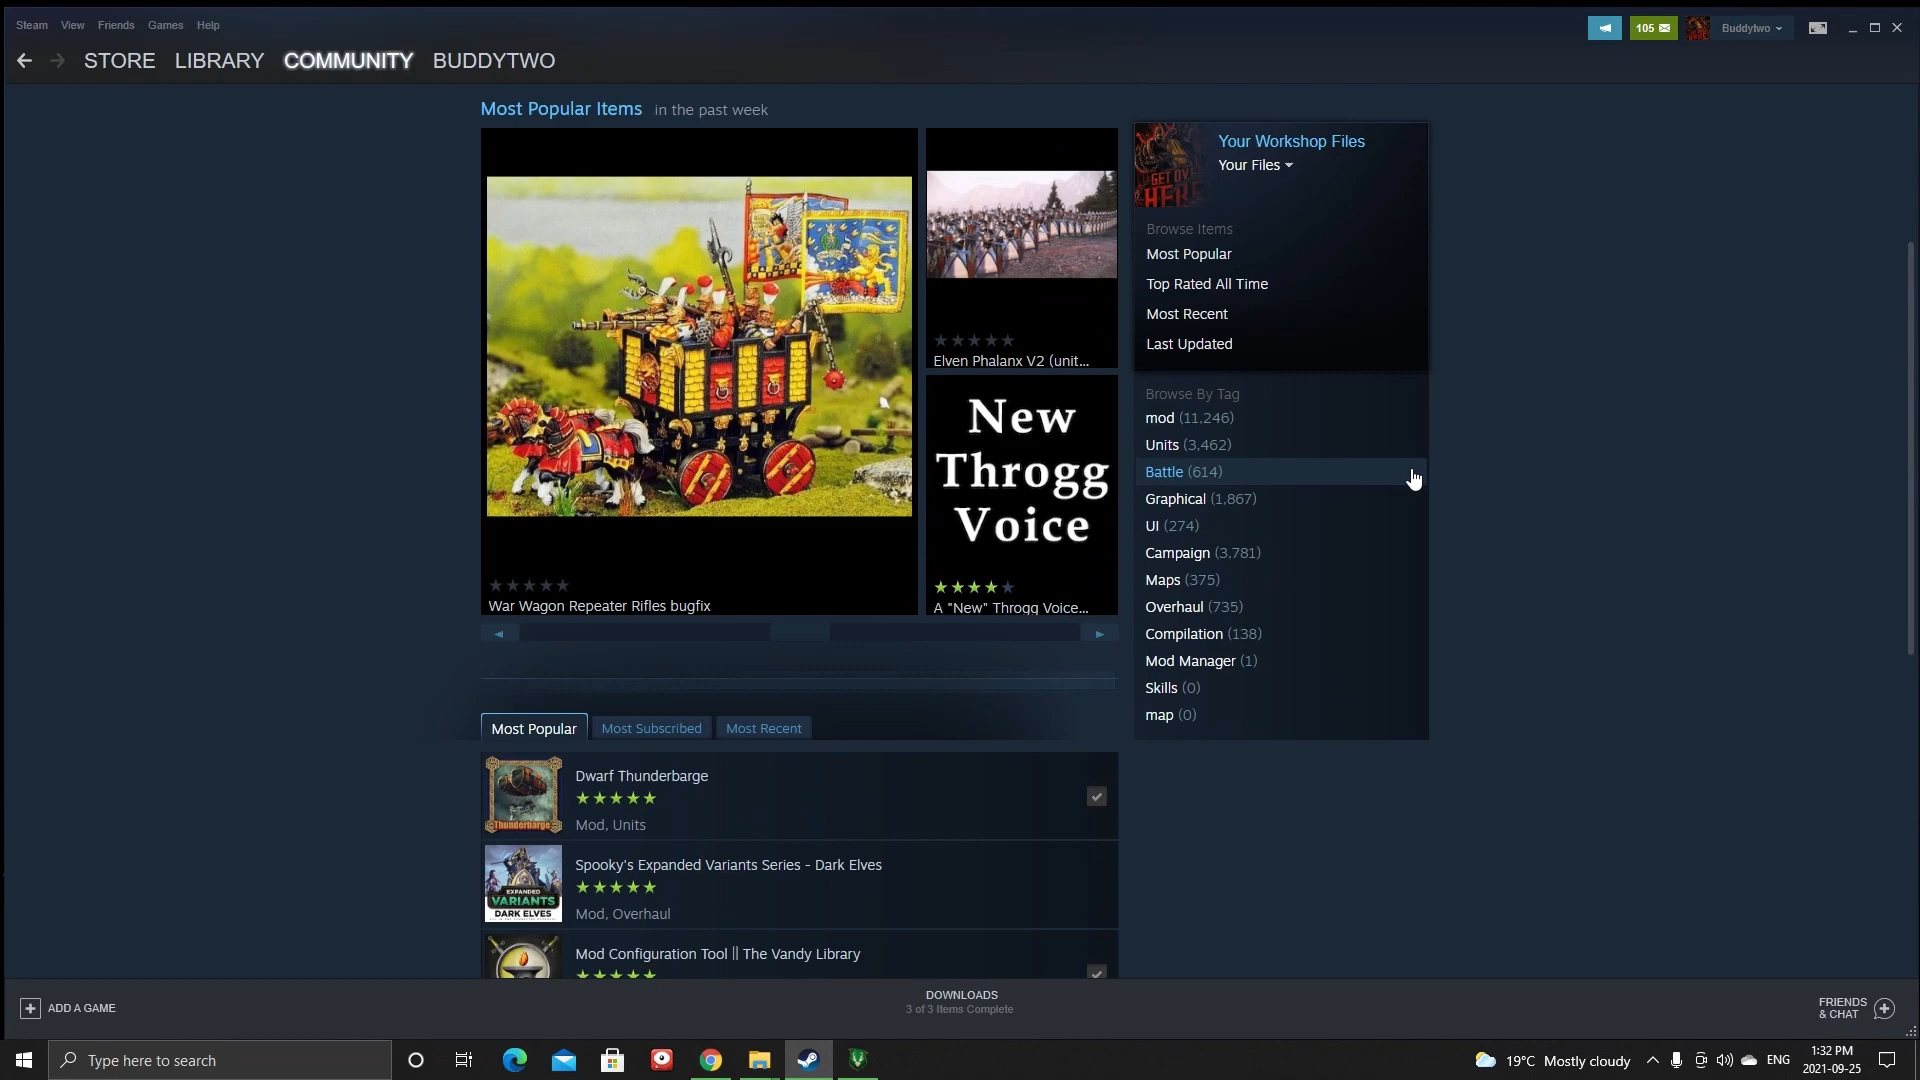 Steam View Friends Games Help
105
Buddytwo
STORE LIBRARY COMMUNITY BUDDYTWO
Most Popular Items in the past week
War Wagon Repeater Rifles bugfix
Elven Phalanx V2 (unit...
New
Throgg
Voice
A "New" Throgg Voice...
GET OVER
HERE
Your Workshop Files
Your Files
Browse Items
Most Popular
Top Rated All Time
Most Recent
Last Updated
Browse By Tag
mod (11,246)
Units (3,462)
Battle (614)
Graphical (1,867)
UI (274)
Campaign (3,781)
Maps (375)
Overhaul (735)
Compilation (138)
Mod Manager (1)
Skills (0)
map (0)
Most Popular Most Subscribed Most Recent
Thunderbarge
Dwarf Thunderbarge
Mod, Units
EXPANDED
VARIANTS
DARK ELVES
Spooky's Expanded Variants Series - Dark Elves
Mod, Overhaul
Mod Configuration Tool || The Vandy Library
ADD A GAME
DOWNLOADS
3 of 3 Items Complete
FRIENDS
& CHAT
Type here to search
19°C Mostly cloudy
ENG
1:32 PM
2021-09-25